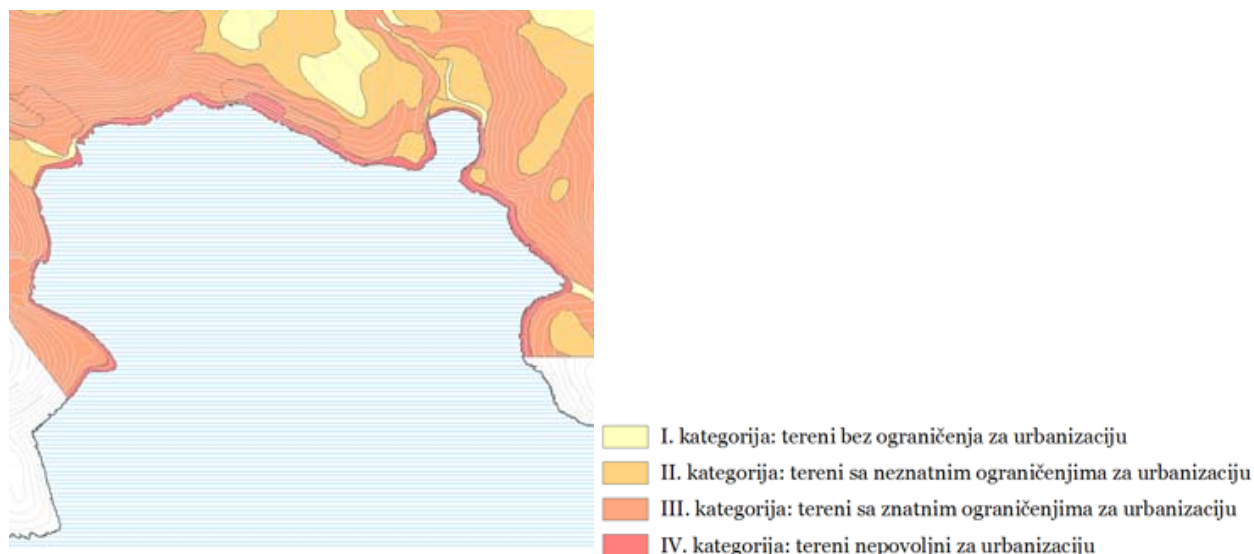 I. kategorija: tereni bez ograničenja za urbanizaciju
II. kategorija: tereni sa neznatnim ograničenjima za urbanizaciju
III. kategorija: tereni sa znatnim ograničenjima za urbanizaciju
IV. kategorija: tereni nepovoljni za urbanizaciju